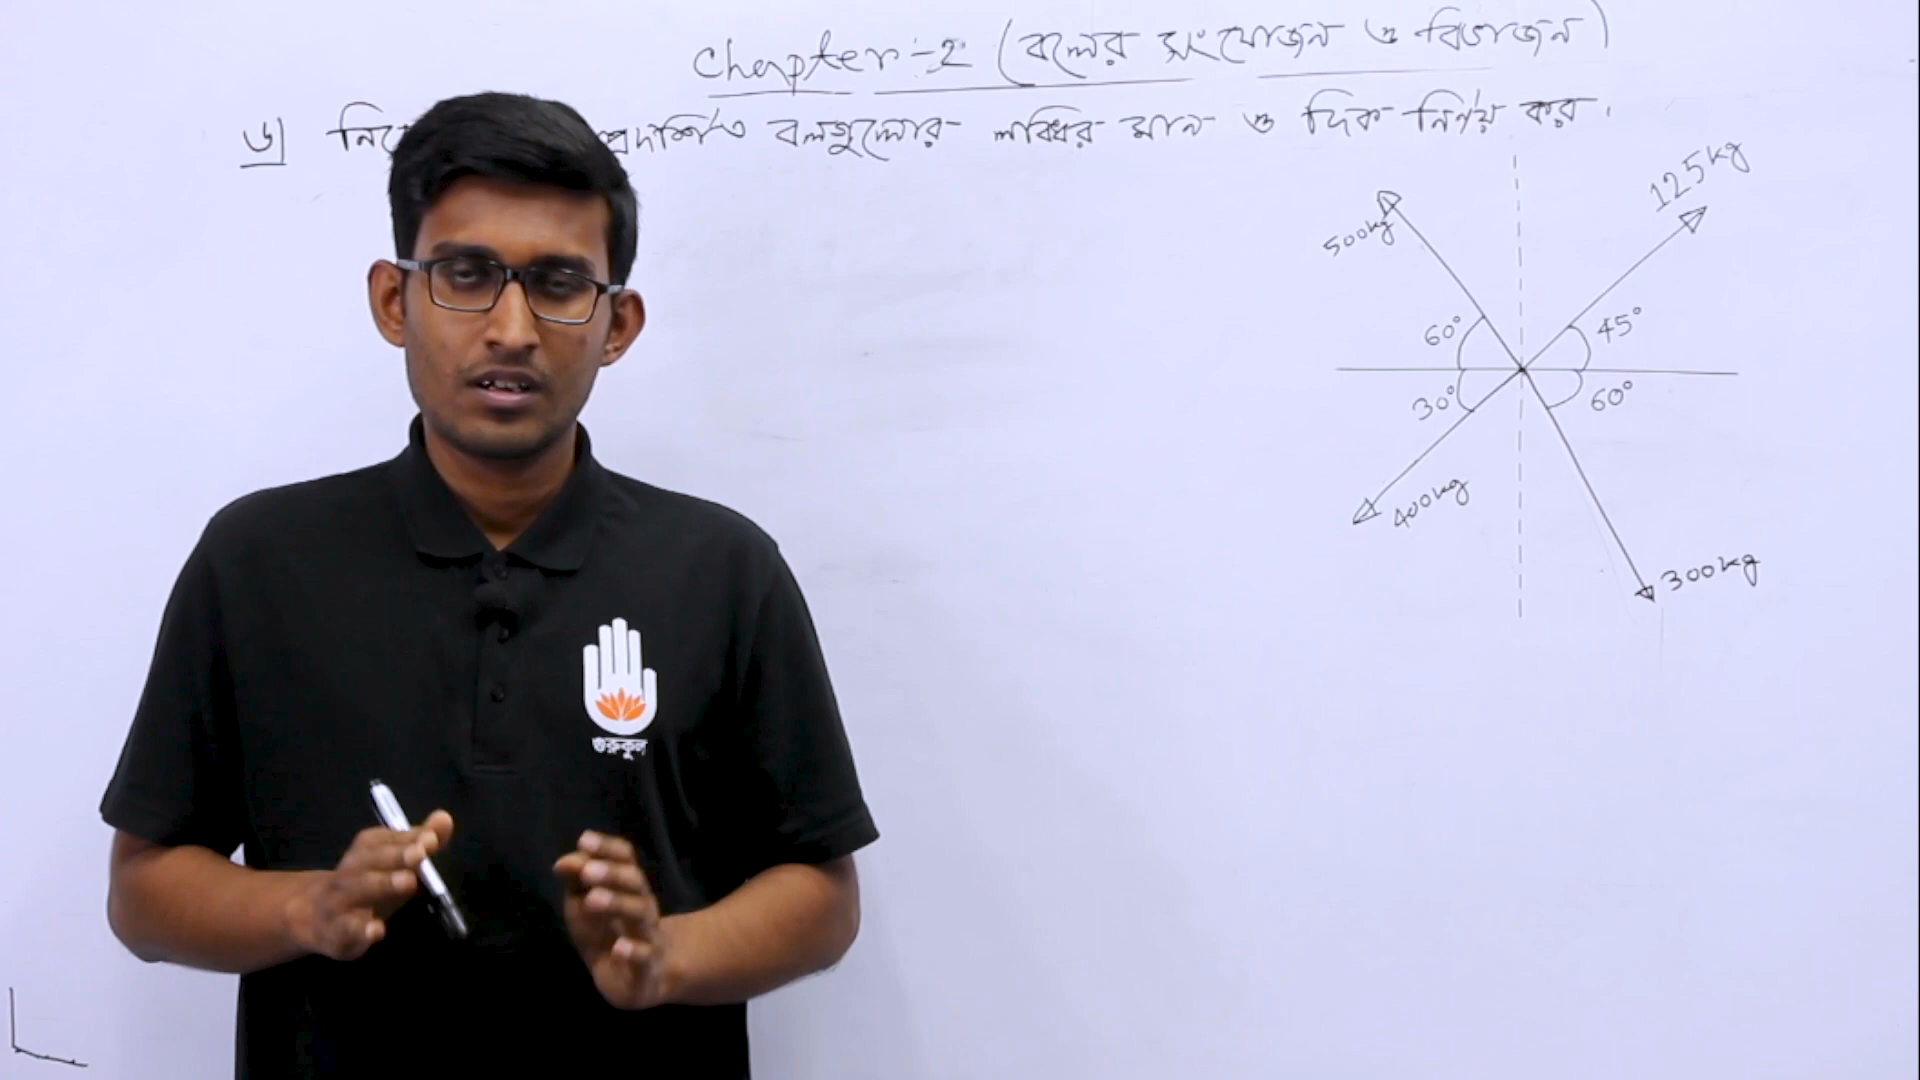 Chapter-2 (বলের সংযোজন ও বিভাজন)
৬) প্রদর্শিত বলগুলোর লব্ধির মান ও দিক নির্ণয় কর।
125kg
500kg
60°
45°
30°
60°
400kg
300kg
গুরুকুল